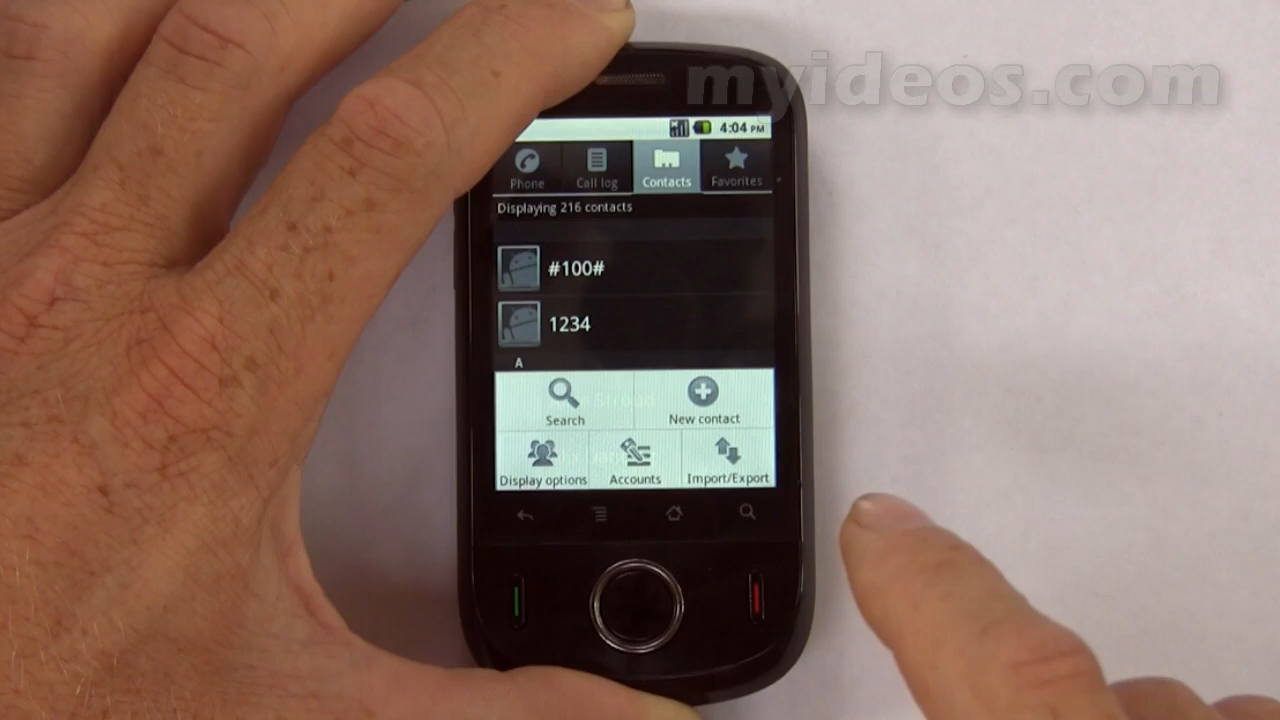 myideos.com
4:04 PM
Phone
Call log
Contacts
Favorites
Displaying 216 contacts
#100#
1234
A
Search
New contact
Display options
Accounts
Import/Export